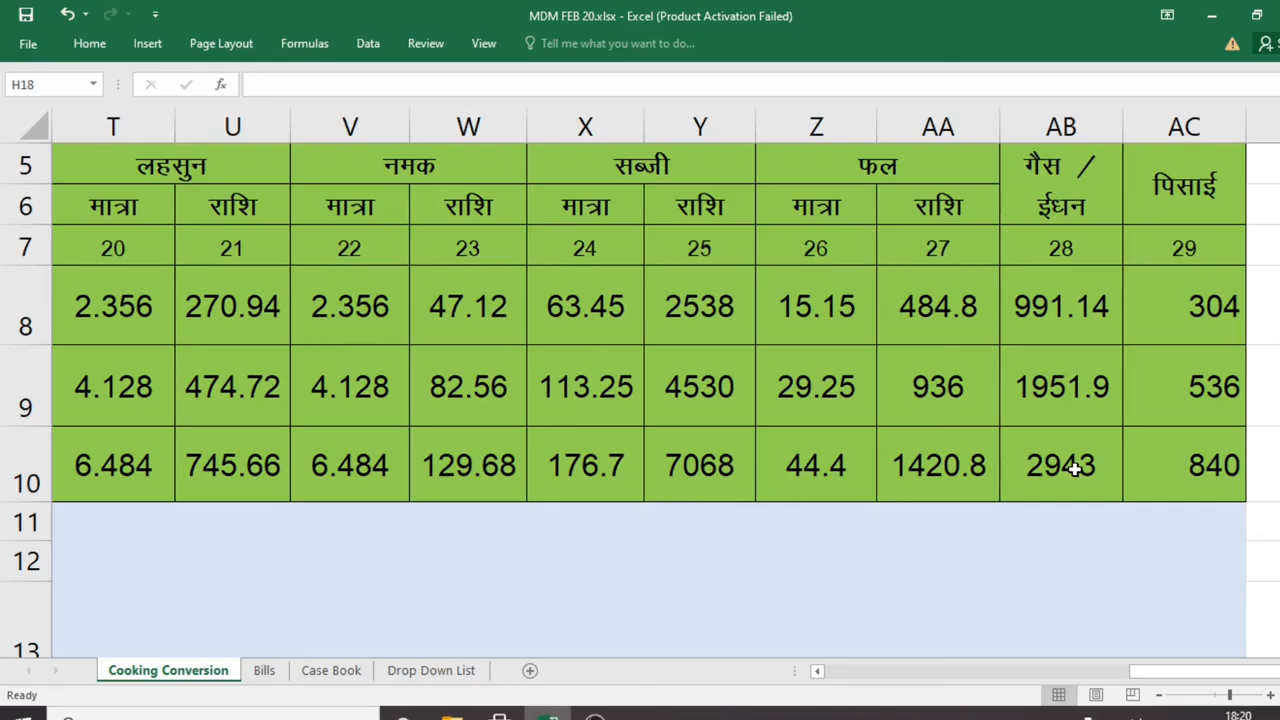 MDM FEB 20.xlsx - Excel (Product Activation Failed)
File Home Insert Page Layout Formulas Data Review View Tell me what you want to do...
H18 fx
T U V W X Y Z AA AB AC
5 लहसुन नमक सब्जी फल गैस / ईधन पिसाई
6 मात्रा राशि मात्रा राशि मात्रा राशि मात्रा राशि
7 20 21 22 23 24 25 26 27 28 29
8 2.356 270.94 2.356 47.12 63.45 2538 15.15 484.8 991.14 304
9 4.128 474.72 4.128 82.56 113.25 4530 29.25 936 1951.9 536
10 6.484 745.66 6.484 129.68 176.7 7068 44.4 1420.8 2943 840
11
12
13
Cooking Conversion Bills Case Book Drop Down List
Ready
18:20